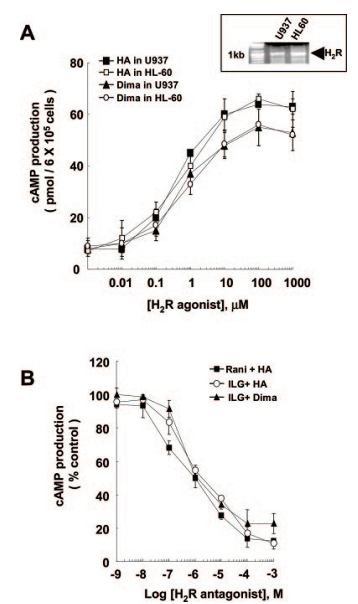 A
HA in U937
HA in HL-60
Dima in U937
Dima in HL-60
U937
HL60
1kb
H₂R
cAMP production
( pmol / 6 X 10⁵ cells)
80
60
40
20
0
0.01 0.1 1 10 100 1000
[H₂R agonist], μM
B
Rani + HA
ILG+ HA
ILG+ Dima
cAMP production
( % control)
120
100
80
60
40
20
0
-9 -8 -7 -6 -5 -4 -3
Log [H₂R antagonist], M